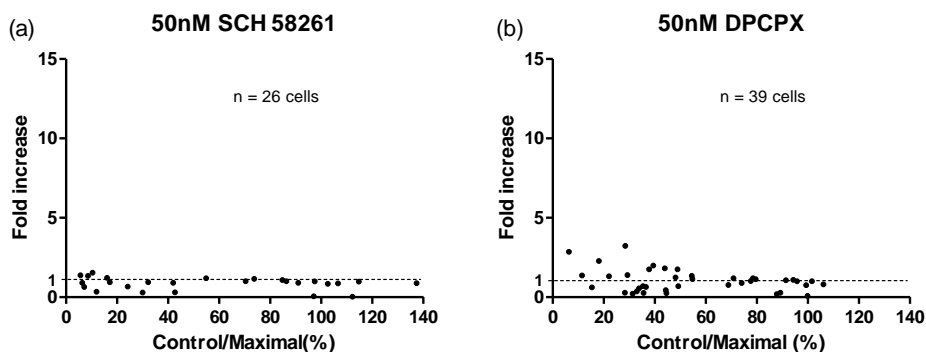 (a)
50nM SCH 58261
n = 26 cells
Fold increase
15
10
5
1
0
0 20 40 60 80 100 120 140
Control/Maximal(%)
(b)
50nM DPCPX
n = 39 cells
Fold increase
15
10
5
1
0
0 20 40 60 80 100 120 140
Control/Maximal (%)